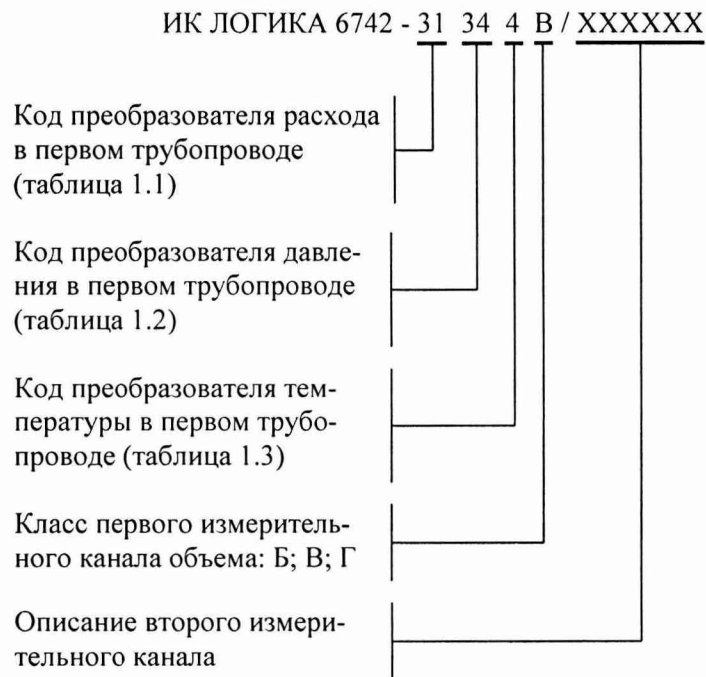 ИК ЛОГИКА 6742 - 31 34 4 В / XXXXXX
Код преобразователя расхода
в первом трубопроводе
(таблица 1.1)
Код преобразователя давле-
ния в первом трубопроводе
(таблица 1.2)
Код преобразователя тем-
пературы в первом трубо-
проводе (таблица 1.3)
Класс первого измеритель-
ного канала объема: Б; В; Г
Описание второго измери-
тельного канала